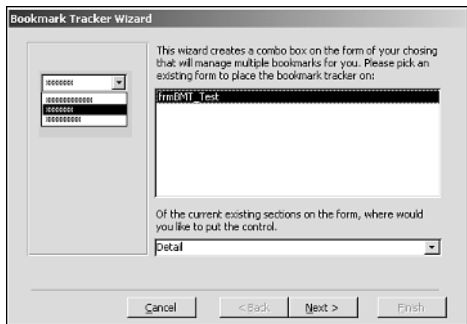 Bookmark Tracker Wizard
This wizard creates a combo box on the form of your chosing
that will manage multiple bookmarks for you. Please pick an
existing form to place the bookmark tracker on:
frmBMT_Test
Of the current existing sections on the form, where would
you like to put the control.
Detail
Cancel
< Back
Next >
Finish